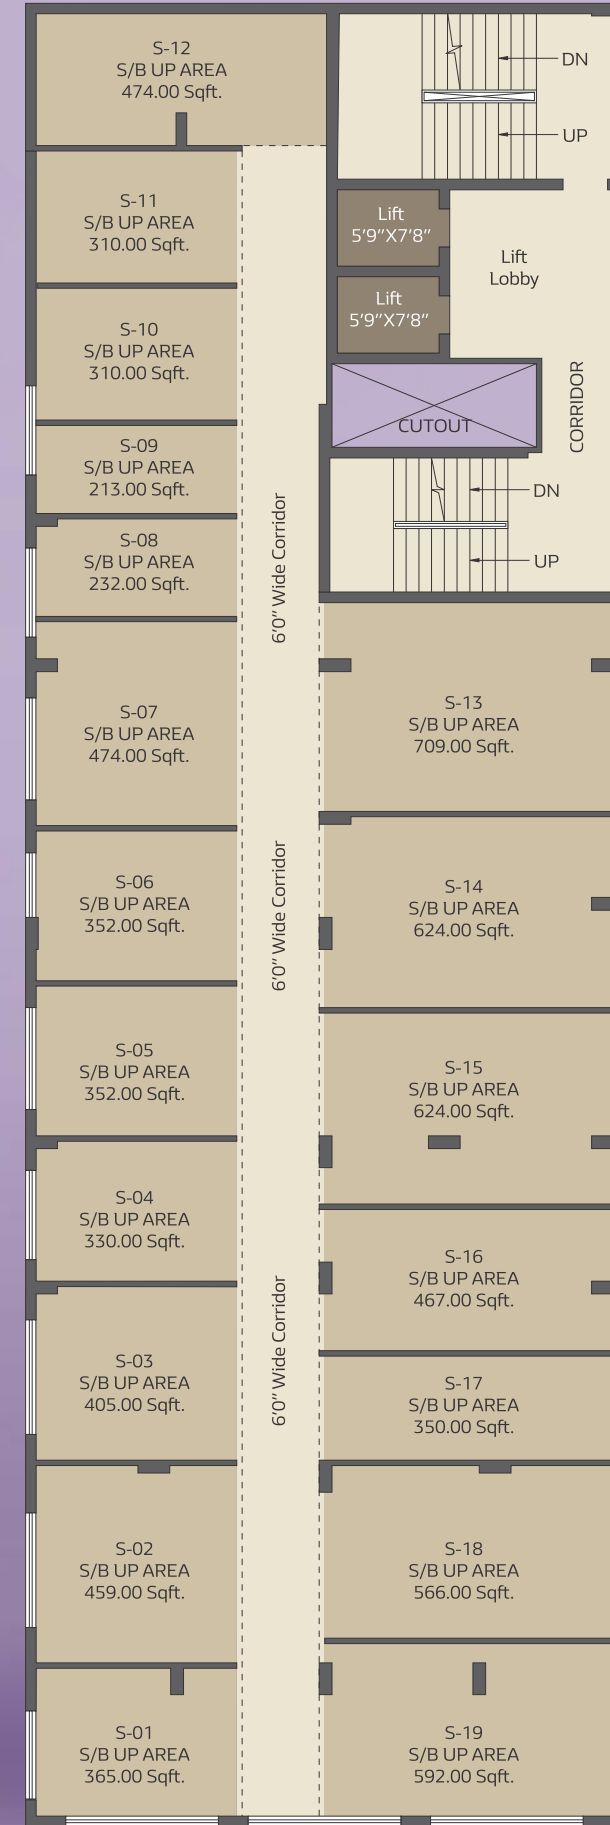 S-12
S/B UP AREA
474.00 Sqft.
DN
UP
S-11
S/B UP AREA
310.00 Sqft.
Lift
5'9"X7'8"
Lift
Lobby
Lift
5'9"X7'8"
S-10
S/B UP AREA
310.00 Sqft.
CUTOUT
CORRIDOR
S-09
S/B UP AREA
213.00 Sqft.
DN
UP
S-08
S/B UP AREA
232.00 Sqft.
6'0" Wide Corridor
S-07
S/B UP AREA
474.00 Sqft.
S-13
S/B UP AREA
709.00 Sqft.
S-06
S/B UP AREA
352.00 Sqft.
6'0" Wide Corridor
S-14
S/B UP AREA
624.00 Sqft.
S-05
S/B UP AREA
352.00 Sqft.
S-15
S/B UP AREA
624.00 Sqft.
S-04
S/B UP AREA
330.00 Sqft.
S-16
S/B UP AREA
467.00 Sqft.
6'0" Wide Corridor
S-03
S/B UP AREA
405.00 Sqft.
S-17
S/B UP AREA
350.00 Sqft.
S-02
S/B UP AREA
459.00 Sqft.
S-18
S/B UP AREA
566.00 Sqft.
S-01
S/B UP AREA
365.00 Sqft.
S-19
S/B UP AREA
592.00 Sqft.